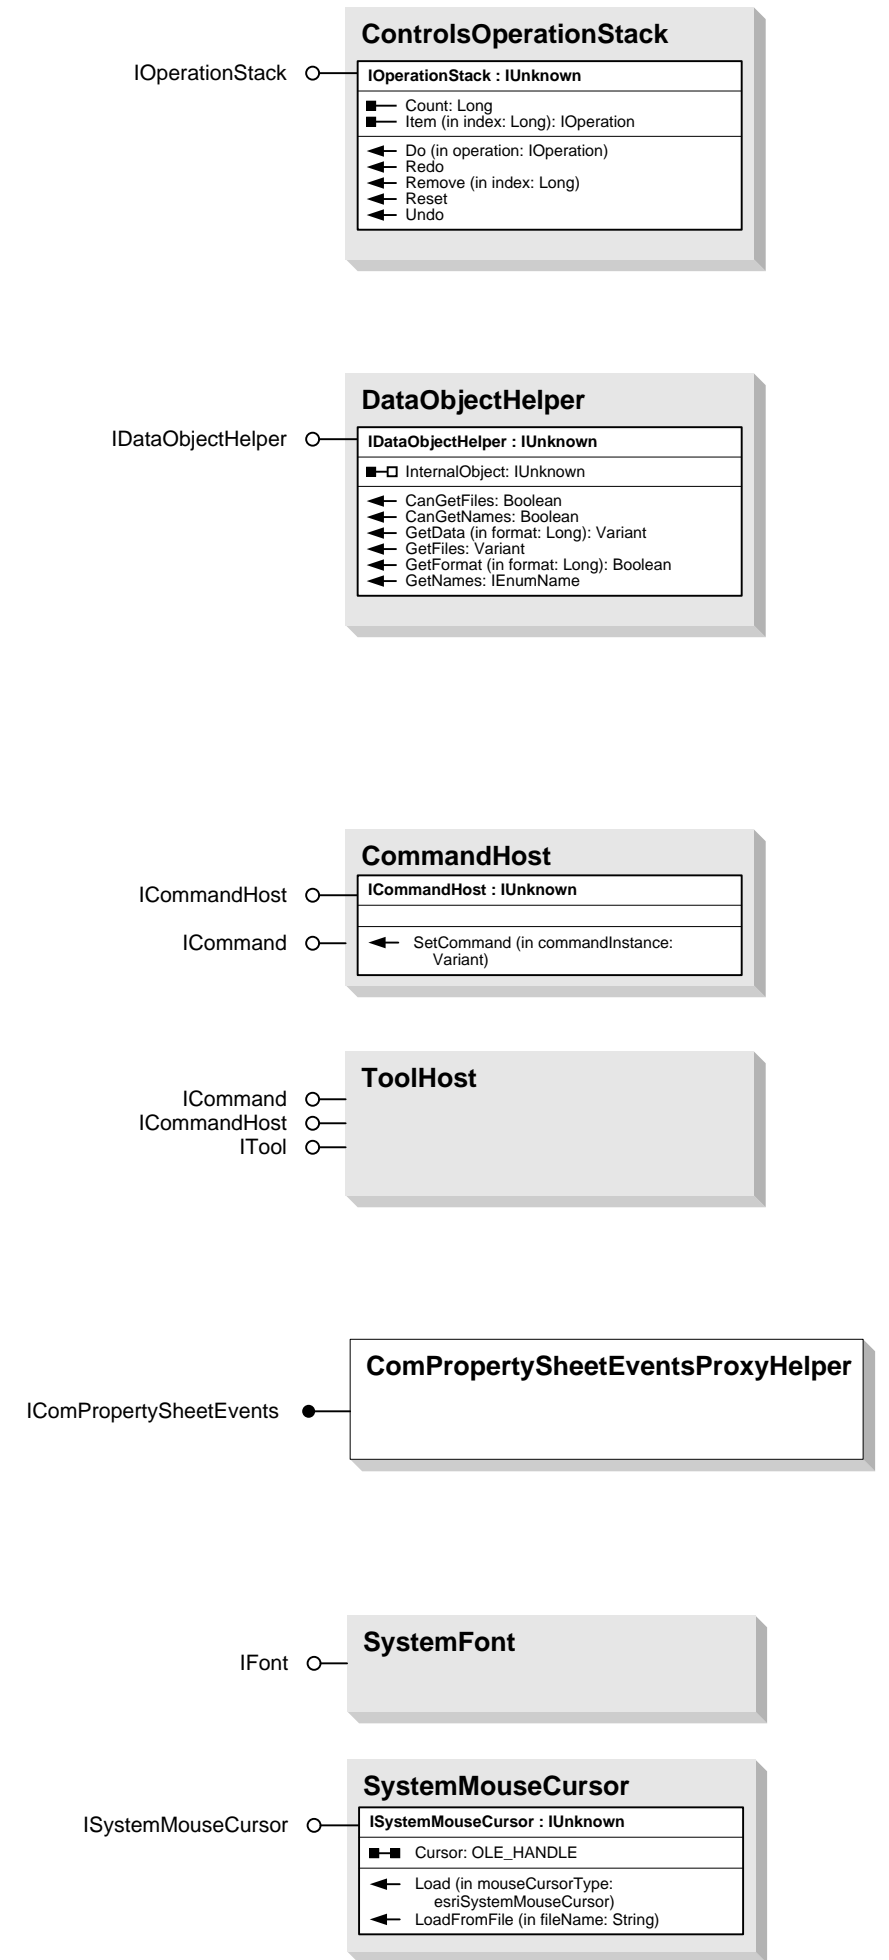 ControlsOperationStack
IOperationStack
IOperationStack : IUnknown
Count: Long
Item (in index: Long): IOperation
Do (in operation: IOperation)
Redo
Remove (in index: Long)
Reset
Undo
DataObjectHelper
IDataObjectHelper
IDataObjectHelper : IUnknown
InternalObject: IUnknown
CanGetFiles: Boolean
CanGetNames: Boolean
GetData (in format: Long): Variant
GetFiles: Variant
GetFormat (in format: Long): Boolean
GetNames: IEnumName
CommandHost
ICommandHost
ICommandHost : IUnknown
ICommand
SetCommand (in commandInstance:
Variant)
ToolHost
ICommand
ICommandHost
ITool
ComPropertySheetEventsProxyHelper
IComPropertySheetEvents
SystemFont
IFont
SystemMouseCursor
ISystemMouseCursor
ISystemMouseCursor : IUnknown
Cursor: OLE_HANDLE
Load (in mouseCursorType:
esriSystemMouseCursor)
LoadFromFile (in fileName: String)